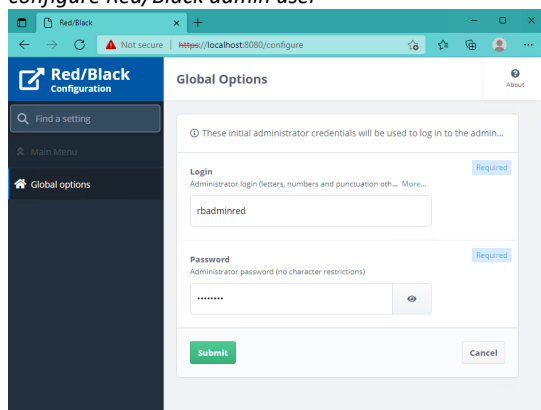 configure Red/Black admin user
Red/Black
Not secure | https://localhost:8080/configure
Red/Black
Configuration
Global Options
About
Find a setting
Main Menu
Global options
These initial administrator credentials will be used to log in to the admin...
Login
Required
Administrator login (letters, numbers and punctuation oth... More...
rbadminred
Password
Required
Administrator password (no character restrictions)
••••••••
Submit
Cancel